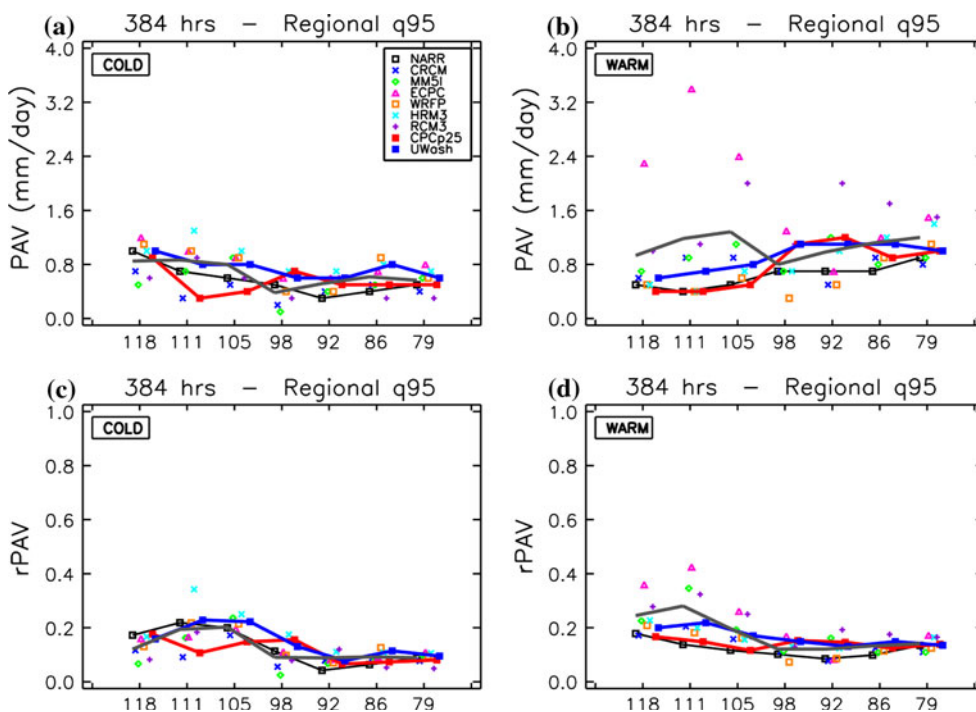 (a) 384 hrs – Regional q95
PAV (mm/day)
4.0
3.2
2.4
1.6
0.8
0.0
COLD
NARR
CRCM
MM5I
ECPC
WRFP
HRM3
RCM3
CPCp25
UWash
118 111 105 98 92 86 79
(b) 384 hrs – Regional q95
PAV (mm/day)
4.0
3.2
2.4
1.6
0.8
0.0
WARM
118 111 105 98 92 86 79
(c) 384 hrs – Regional q95
rPAV
1.0
0.8
0.6
0.4
0.2
0.0
COLD
118 111 105 98 92 86 79
(d) 384 hrs – Regional q95
rPAV
1.0
0.8
0.6
0.4
0.2
0.0
WARM
118 111 105 98 92 86 79